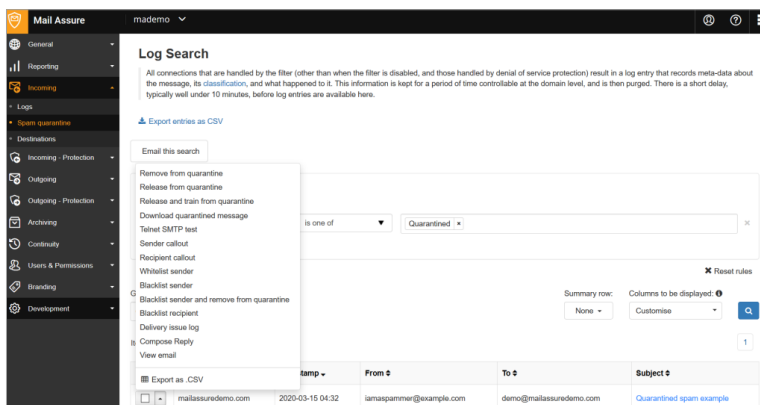 Mail Assure
mademo
General
Reporting
Incoming
Logs
Spam quarantine
Destinations
Incoming - Protection
Outgoing
Outgoing - Protection
Archiving
Continuity
Users & Permissions
Branding
Development
Log Search
All connections that are handled by the filter (other than when the filter is disabled, and those handled by denial of service protection) result in a log entry that records meta-data about
the message, its classification, and what happened to it. This information is kept for a period of time controllable at the domain level, and is then purged. There is a short delay,
typically well under 10 minutes, before log entries are available here.
Export entries as CSV
Email this search
Remove from quarantine
Release from quarantine
Release and train from quarantine
Download quarantined message
Telnet SMTP test
Sender callout
Recipient callout
Whitelist sender
Blacklist sender
Blacklist sender and remove from quarantine
Blacklist recipient
Delivery issue log
Compose Reply
View email
Export as .CSV
is one of
Quarantined ×
Reset rules
Summary row: Columns to be displayed:
None Customise
1
tamp From To Subject
mailassuredemo.com 2020-03-15 04:32 iamaspammer@example.com demo@mailassuredemo.com Quarantined spam example